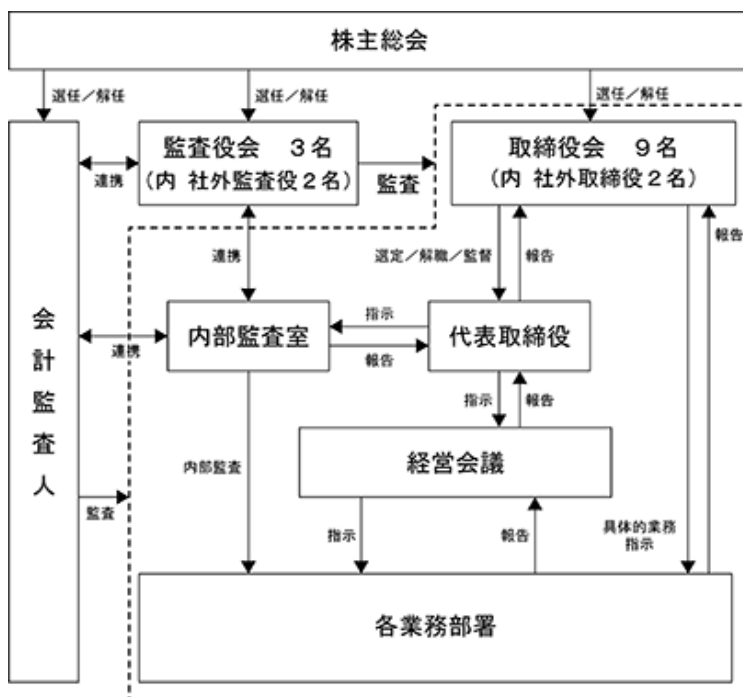 株主総会
選任／解任
選任／解任
選任／解任
監査役会　３名
（内 社外監査役２名）
取締役会　９名
（内 社外取締役２名）
連携
監査
連携
選定／解職／監督
報告
報告
会計監査人
内部監査室
代表取締役
指示
報告
連携
指示
報告
経営会議
内部監査
監査
指示
報告
具体的業務
指示
各業務部署